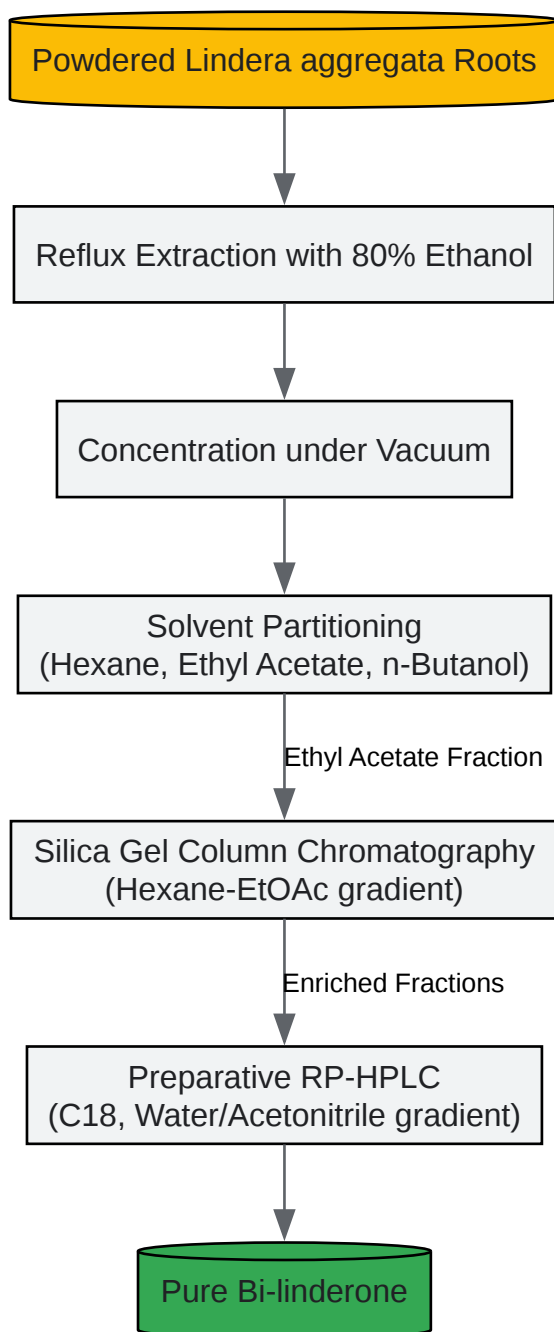 Powdered Lindera aggregata Roots
Reflux Extraction with 80% Ethanol
Concentration under Vacuum
Solvent Partitioning
(Hexane, Ethyl Acetate, n-Butanol)
Ethyl Acetate Fraction
Silica Gel Column Chromatography
(Hexane-EtOAc gradient)
Enriched Fractions
Preparative RP-HPLC
(C18, Water/Acetonitrile gradient)
Pure Bi-linderone